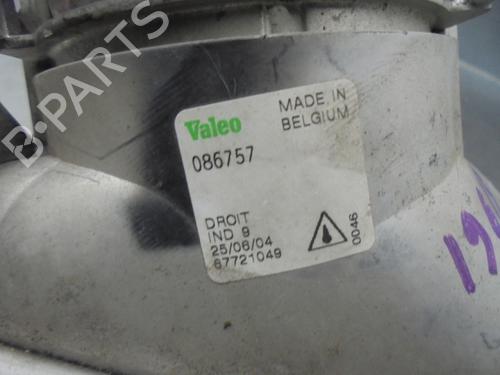 Valeo
MADE IN
BELGIUM
086757
DROIT
IND 9
25/06/04
67721049
0046
B-PARTS